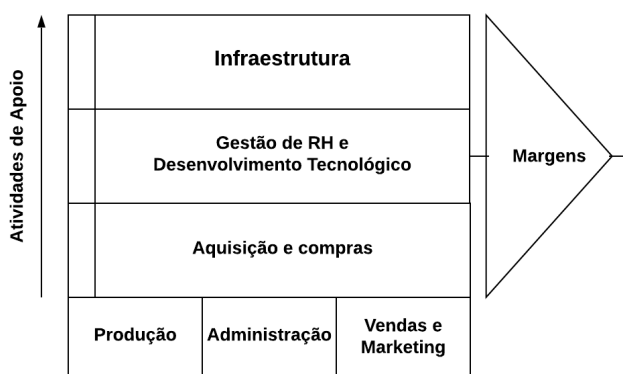 Atividades de Apoio
Infraestrutura
Gestão de RH e
Desenvolvimento Tecnológico
Margens
Aquisição e compras
Produção
Administração
Vendas e
Marketing